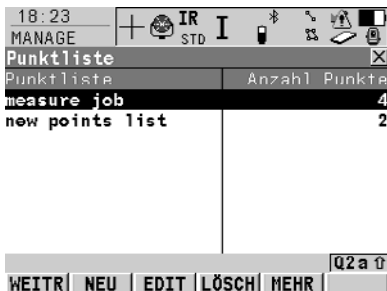 18:23
IR
MANAGE
STD
I
Punktliste
Punktliste Anzahl Punkte
measure job 4
new points list 2
Q2a
WEITR NEU EDIT LÖSCH MEHR